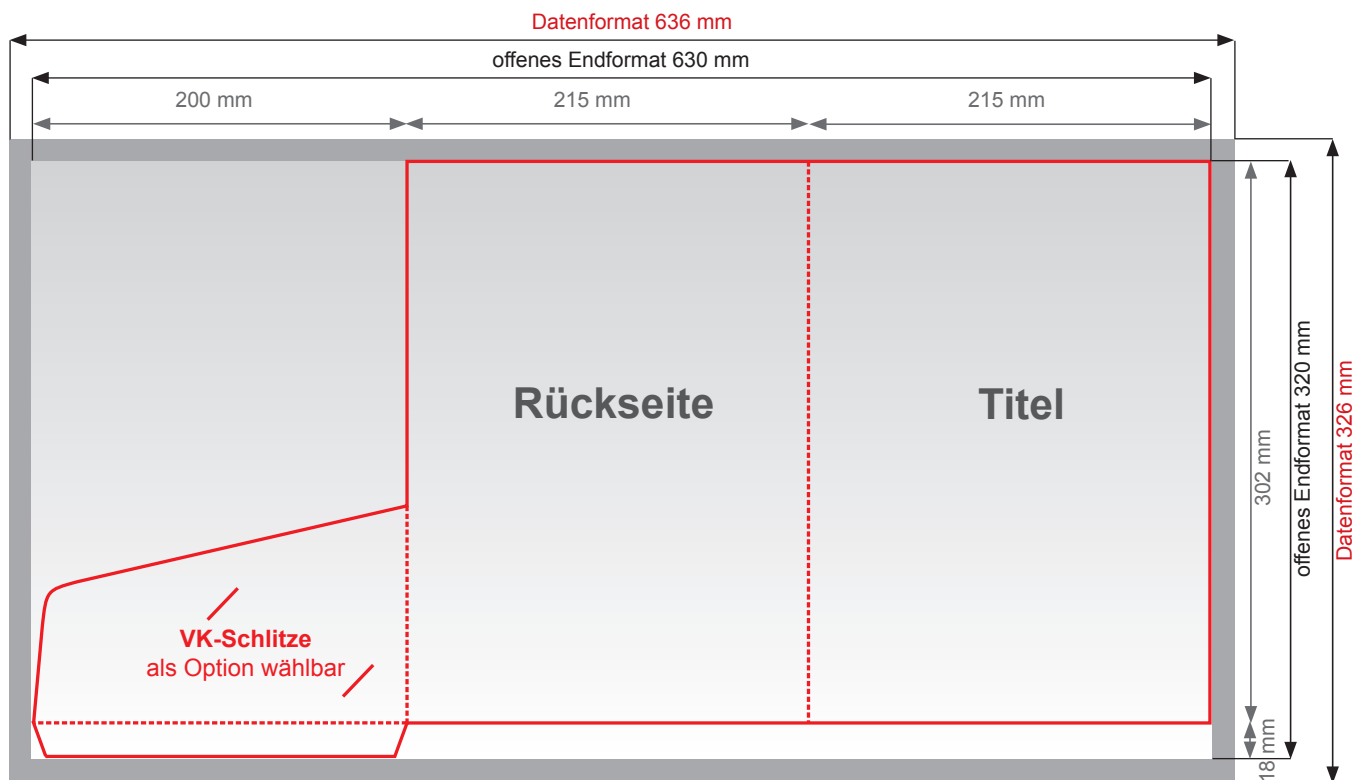 Datenformat 636 mm
offenes Endformat 630 mm
200 mm
215 mm
215 mm
Rückseite
Titel
302 mm
offenes Endformat 320 mm
Datenformat 326 mm
VK-Schlitze
als Option wählbar
18 mm